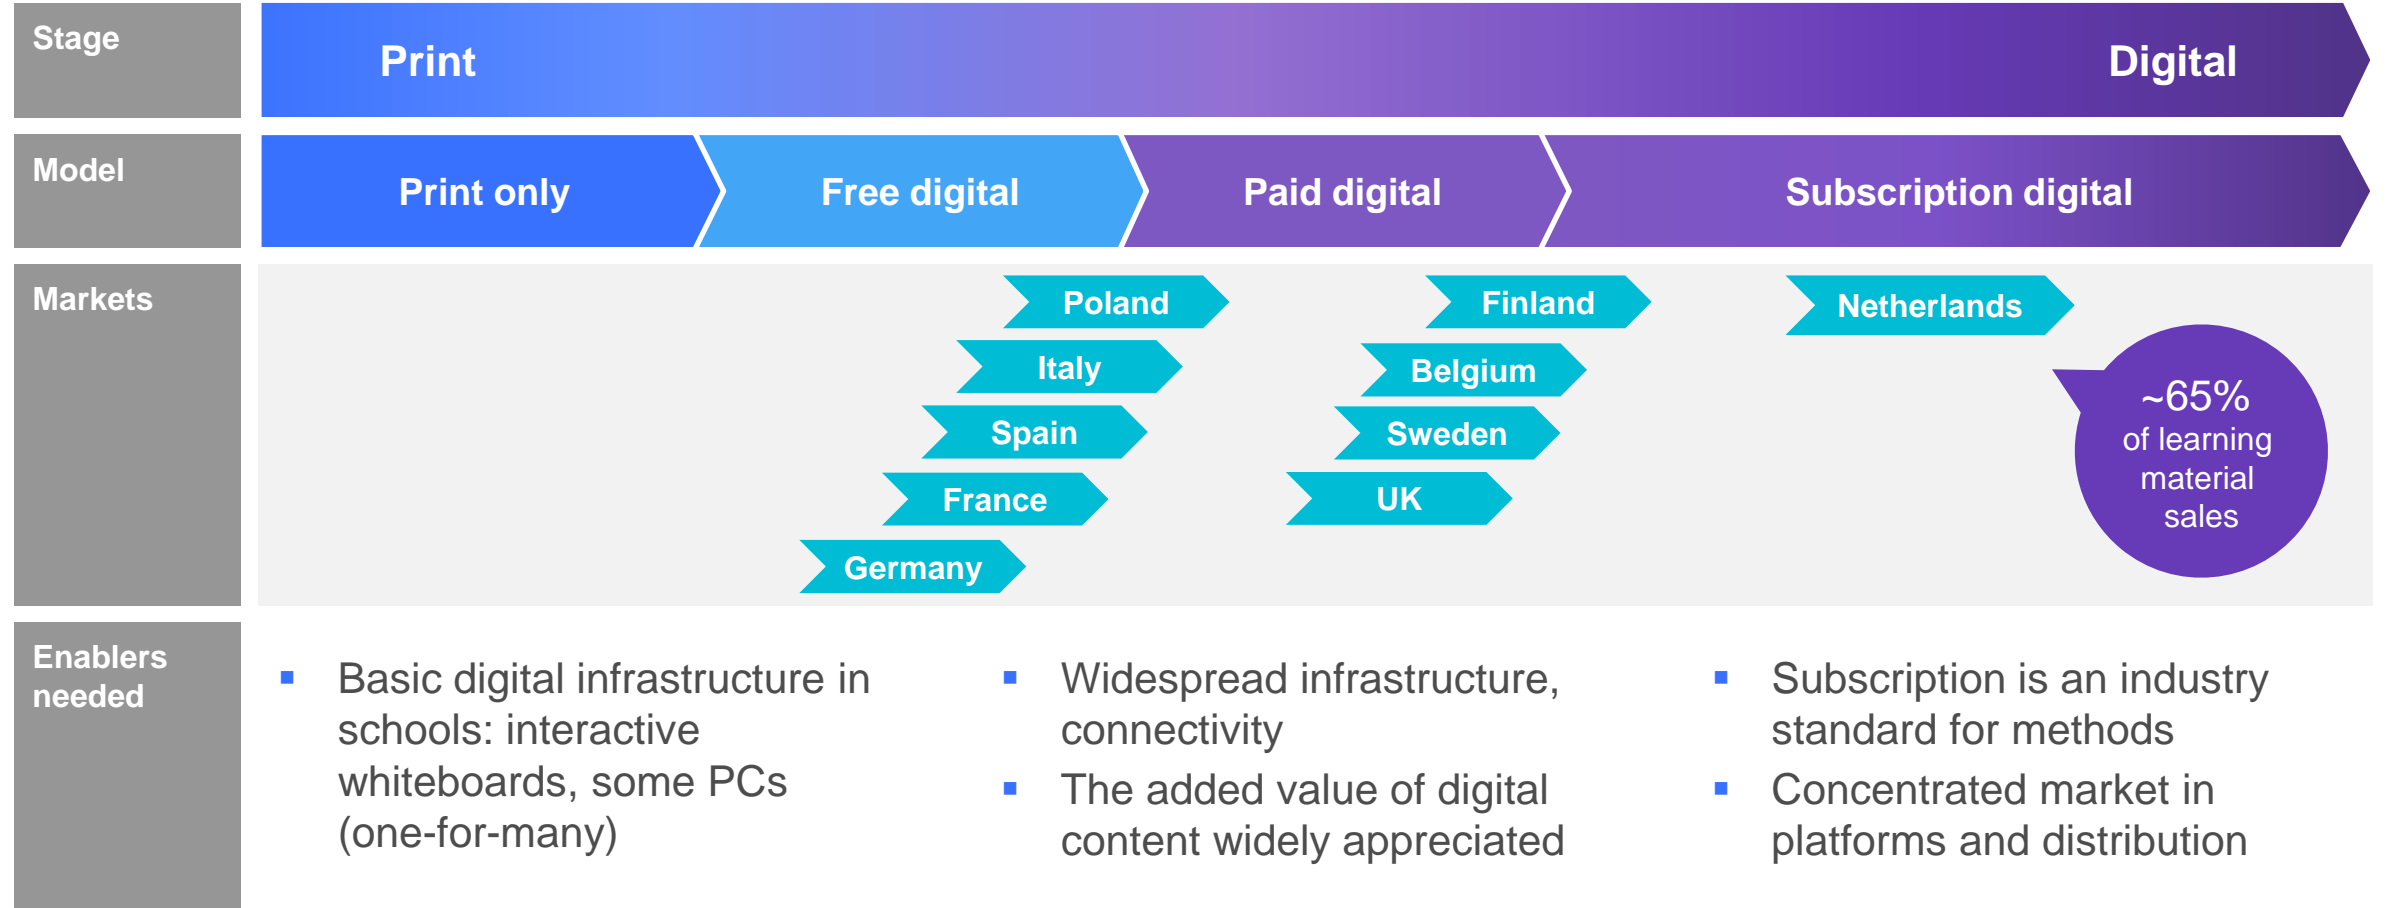 Stage
Print
Digital
Model
Print only
Free digital
Paid digital
Subscription digital
Markets
Poland
Finland
Netherlands
Italy
Belgium
Spain
Sweden
France
UK
Germany
~65%
of learning
material
sales
Enablers
needed
▪ Basic digital infrastructure in
schools: interactive
whiteboards, some PCs
(one-for-many)
▪ Widespread infrastructure,
connectivity
▪ The added value of digital
content widely appreciated
▪ Subscription is an industry
standard for methods
▪ Concentrated market in
platforms and distribution